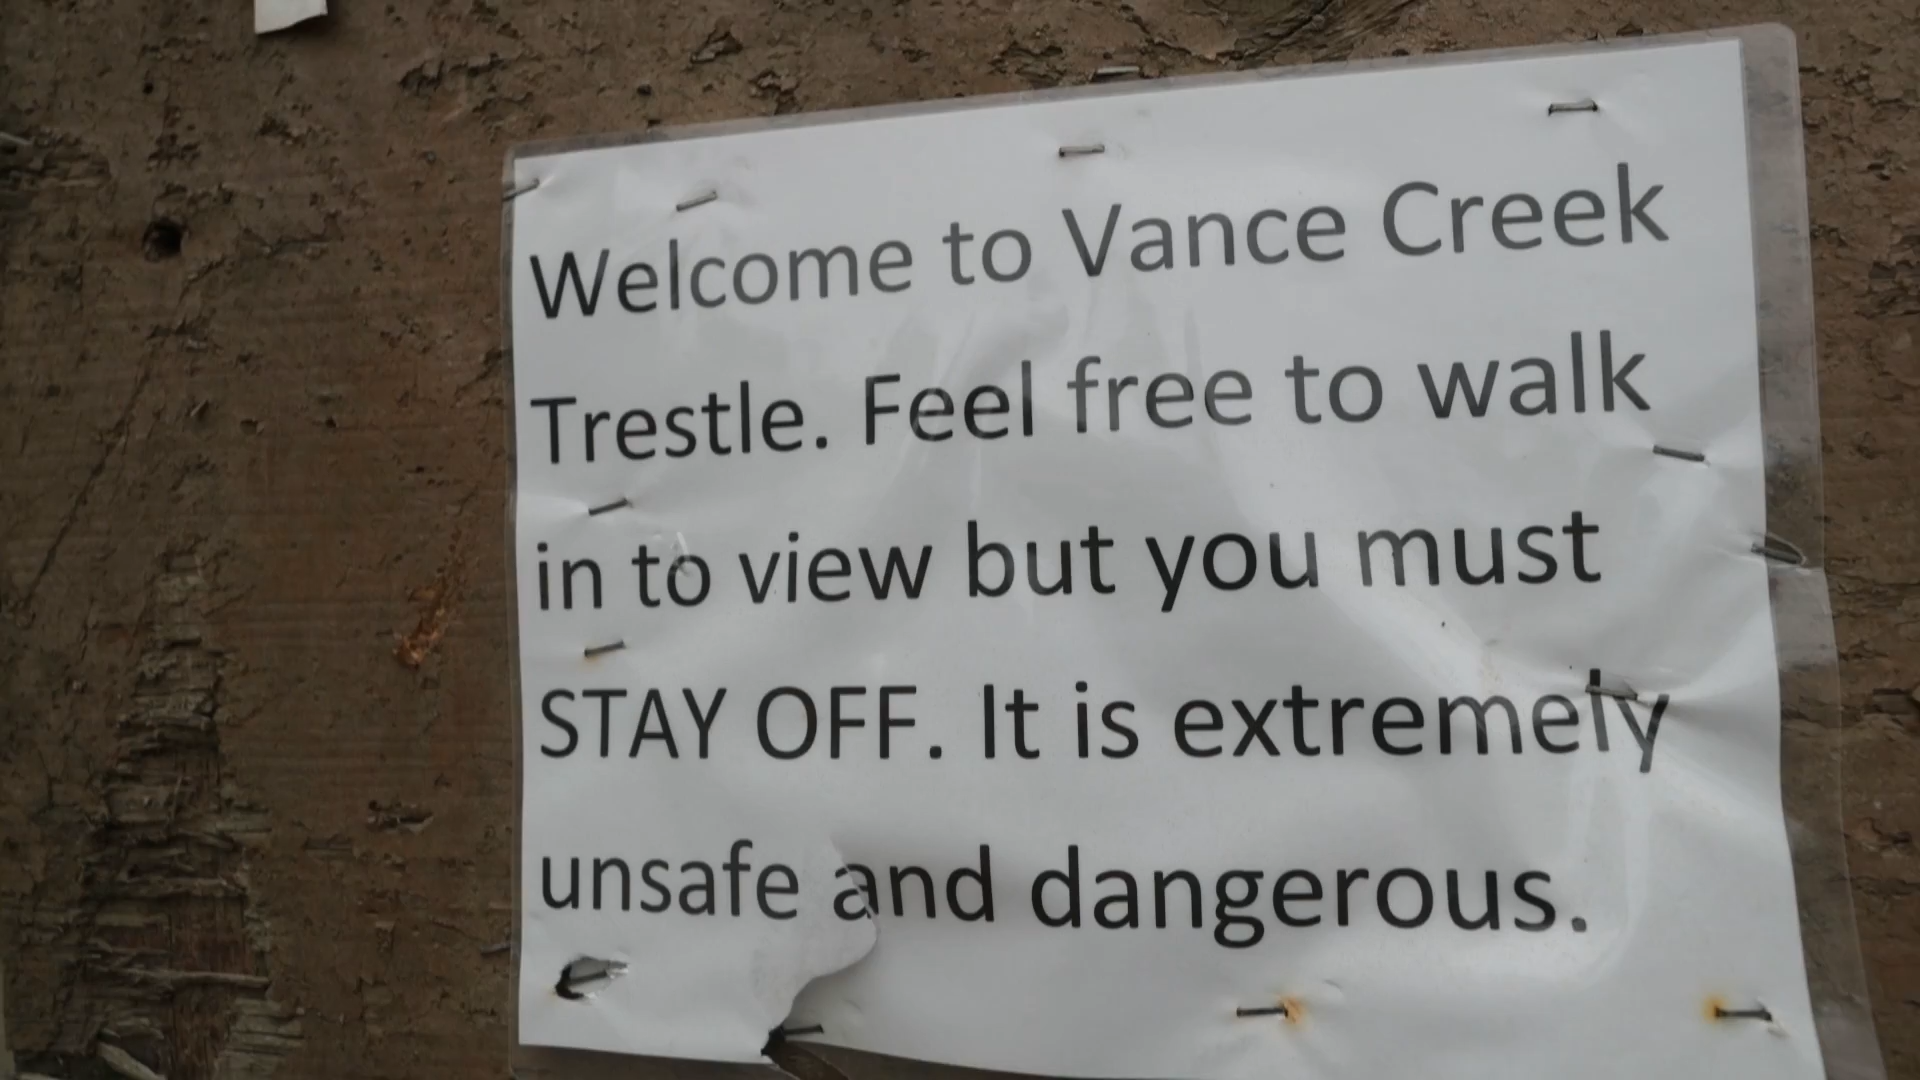 Welcome to Vance Creek
Trestle. Feel free to walk
in to view but you must
STAY OFF. It is extremely
unsafe and dangerous.